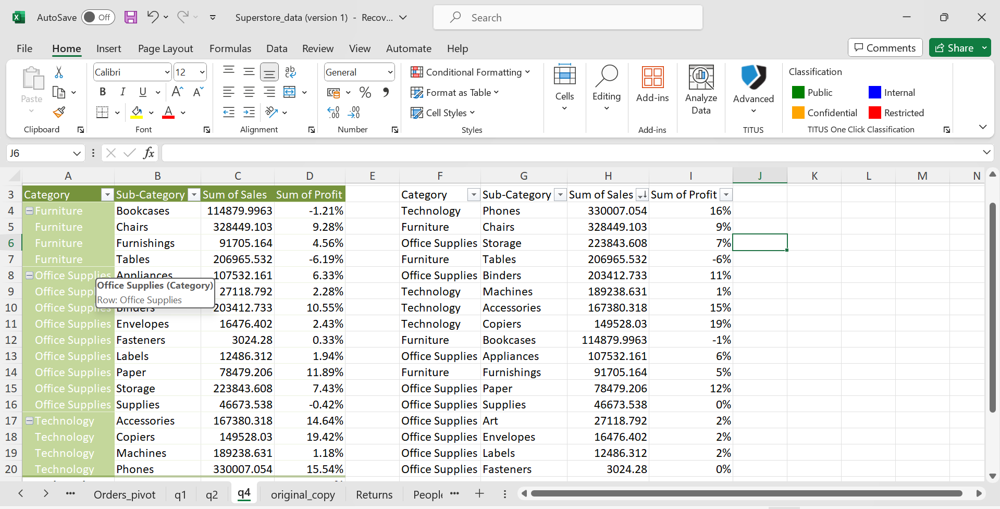 AutoSave Off Superstore_data (version 1) - Recov... Search
File Home Insert Page Layout Formulas Data Review View Automate Help Comments Share
Paste Calibri 12 General Conditional Formatting Format as Table Cell Styles Cells Editing Add-ins Analyze Data Advanced Classification
Public Internal
Confidential Restricted
Clipboard Font Alignment Number Styles Add-ins TITUS TITUS One Click Classification
J6 fx
A B C D E F G H I J K L M N
3 Category Sub-Category Sum of Sales Sum of Profit Category Sub-Category Sum of Sales Sum of Profit
4 Furniture Bookcases 114879.9963 -1.21% Technology Phones 330007.054 16%
5 Furniture Chairs 328449.103 9.28% Furniture Chairs 328449.103 9%
6 Furniture Furnishings 91705.164 4.56% Office Supplies Storage 223843.608 7%
7 Furniture Tables 206965.532 -6.19% Furniture Tables 206965.532 -6%
8 Office Supplies Appliances 107532.161 6.33% Office Supplies Binders 203412.733 11%
Office Supplies (Category)
Row: Office Supplies
9 Office 27118.792 2.28% Technology Machines 189238.631 1%
10 Office Binders 203412.733 10.55% Technology Accessories 167380.318 15%
11 Office Supplies Envelopes 16476.402 2.43% Technology Copiers 149528.03 19%
12 Office Supplies Fasteners 3024.28 0.33% Furniture Bookcases 114879.9963 -1%
13 Office Supplies Labels 12486.312 1.94% Office Supplies Appliances 107532.161 6%
14 Office Supplies Paper 78479.206 11.89% Furniture Furnishings 91705.164 5%
15 Office Supplies Storage 223843.608 7.43% Office Supplies Paper 78479.206 12%
16 Office Supplies Supplies 46673.538 -0.42% Office Supplies Supplies 46673.538 0%
17 Technology Accessories 167380.318 14.64% Office Supplies Art 27118.792 2%
18 Technology Copiers 149528.03 19.42% Office Supplies Envelopes 16476.402 2%
19 Technology Machines 189238.631 1.18% Office Supplies Labels 12486.312 2%
20 Technology Phones 330007.054 15.54% Office Supplies Fasteners 3024.28 0%
... Orders_pivot q1 q2 q4 original_copy Returns People ...